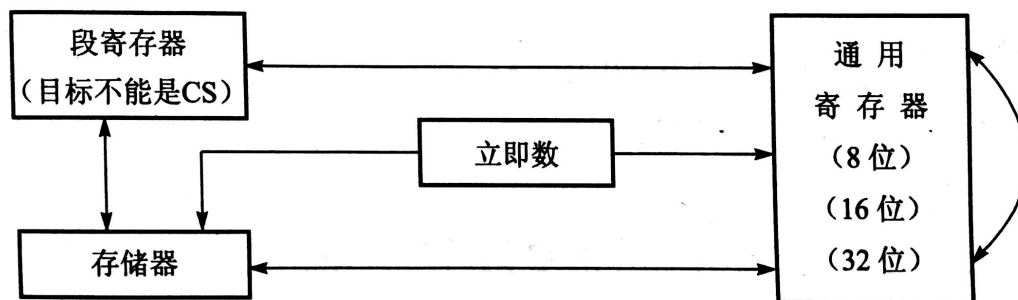 段寄存器
（目标不能是CS）
通 用
寄 存 器
（8 位）
（16 位）
（32 位）
立即数
存储器